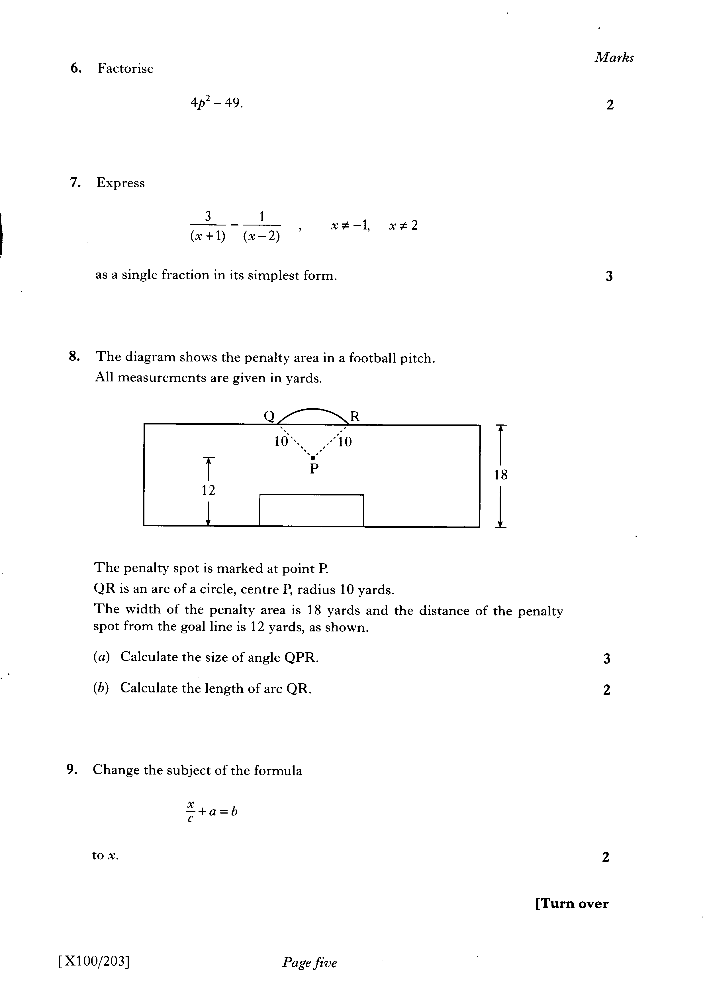 Marks
6. Factorise
4p² – 49.
2
7. Express
3/(x + 1) – 1/(x – 2) , x ≠ –1, x ≠ 2
as a single fraction in its simplest form.
3
8. The diagram shows the penalty area in a football pitch.
All measurements are given in yards.
Q R
10 10
P
12
18
The penalty spot is marked at point P.
QR is an arc of a circle, centre P, radius 10 yards.
The width of the penalty area is 18 yards and the distance of the penalty
spot from the goal line is 12 yards, as shown.
(a) Calculate the size of angle QPR.
3
(b) Calculate the length of arc QR.
2
9. Change the subject of the formula
x/c + a = b
to x.
2
[Turn over
[X100/203]
Page five